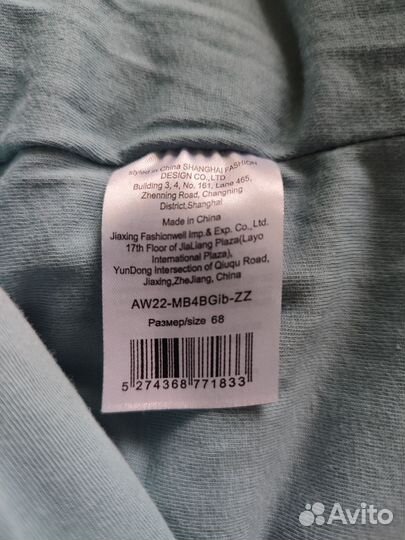 styled in China SHANGHAI FASHION
DESIGN CO.,LTD
Building 3, 4, No. 161, Lane 465,
Zhenning Road, Changning
District,Shanghai
Made in China
Jiaxing Fashionwell Imp.& Exp. Co.,Ltd.
17th Floor of JiaLiang Plaza(Layo
International Plaza),
YunDong Intersection of Qiuqu Road,
Jiaxing,ZheJiang, China
AW22-MB4BGib-ZZ
Размер/size 68
5 274368 771833
Avito